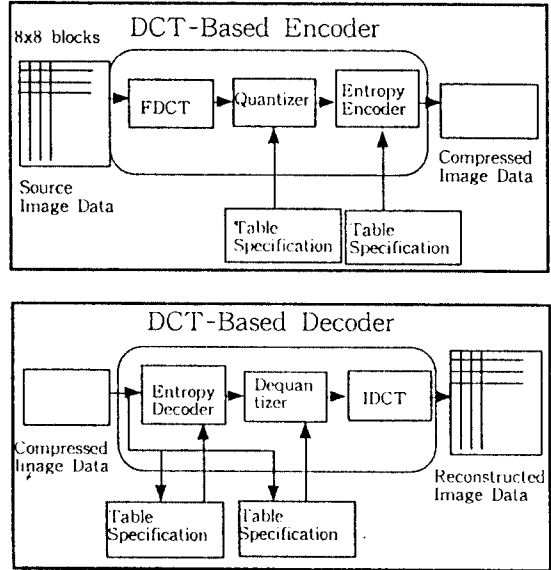 DCT-Based Encoder
8x8 blocks
FDCT
Quantizer
Entropy
Encoder
Source
Image Data
Compressed
Image Data
Table
Specification
Table
Specification
DCT-Based Decoder
Entropy
Decoder
Dequan
tizer
IDCT
Compressed
Image Data
Reconstructed
Image Data
Table
Specification
Table
Specification